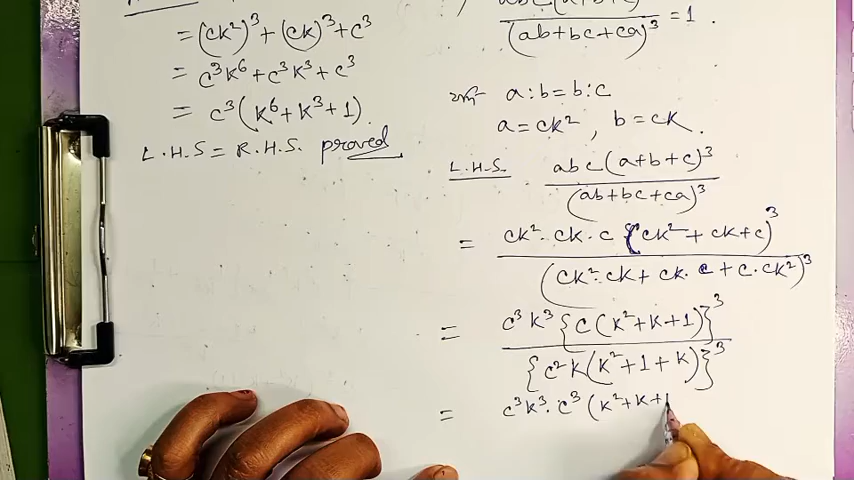 = (ck²)³ + (ck)³ + c³
= c³k⁶ + c³k³ + c³
= c³(k⁶ + k³ + 1).
L.H.S = R.H.S. proved
(ab+bc+ca)³ = 1.
a:b = b:c
a = ck², b = ck.
L.H.S. abc(a+b+c)³
(ab+bc+ca)³
= ck²·ck·c {ck²+ck+c)³
(ck²·ck + ck·c + c·ck²)³
= c³k³{c(k²+k+1)}³
{c²k(k²+1+k)}³
= c³k³·c³(k²+k+1